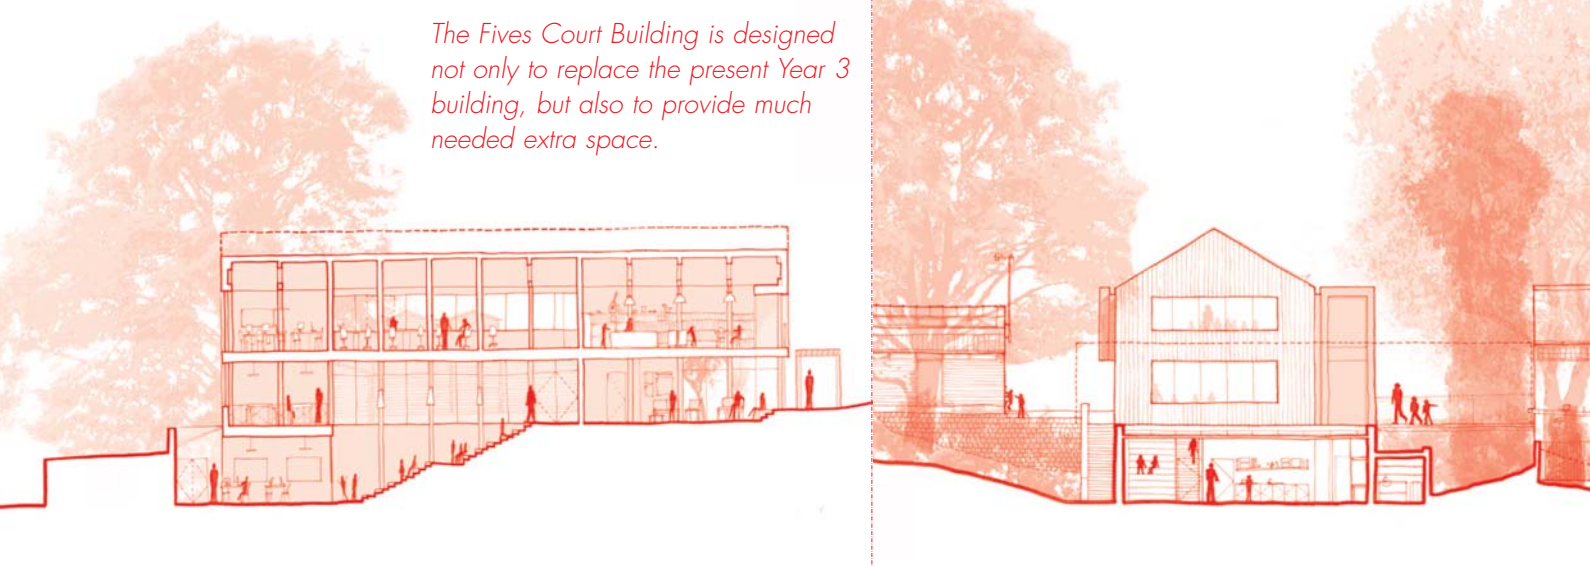 The Fives Court Building is designed
not only to replace the present Year 3
building, but also to provide much
needed extra space.